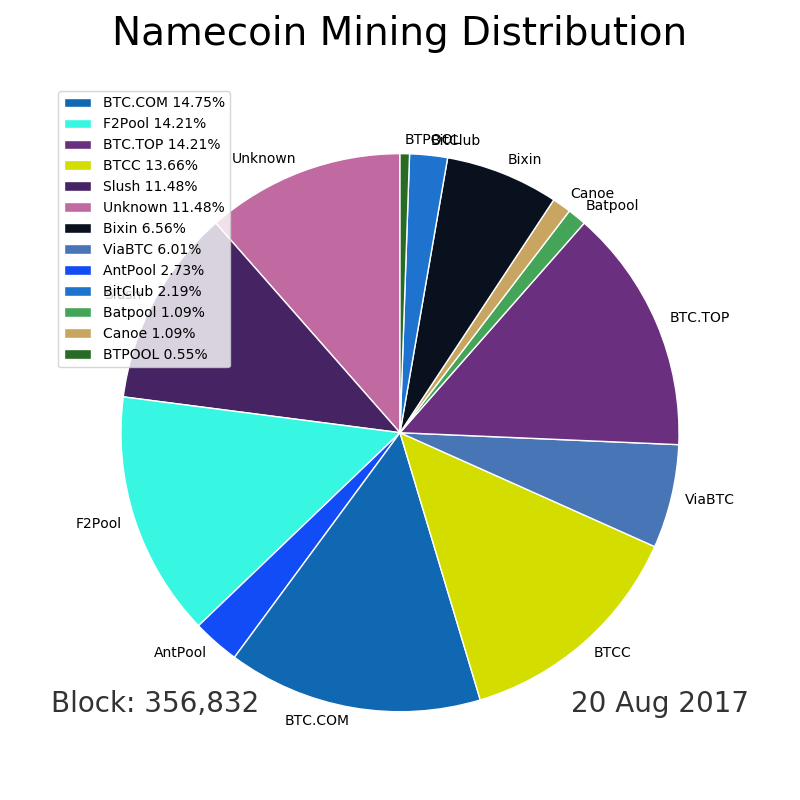 Namecoin Mining Distribution
BTC.COM 14.75%
F2Pool 14.21%
BTC.TOP 14.21%
BTCC 13.66%
Slush 11.48%
Unknown 11.48%
Bixin 6.56%
ViaBTC 6.01%
AntPool 2.73%
BitClub 2.19%
Batpool 1.09%
Canoe 1.09%
BTPOOL 0.55%
BTPOOL
BitClub
Unknown
Bixin
Canoe
Batpool
Slush
BTC.TOP
ViaBTC
F2Pool
AntPool
BTCC
BTC.COM
Block: 356,832
20 Aug 2017